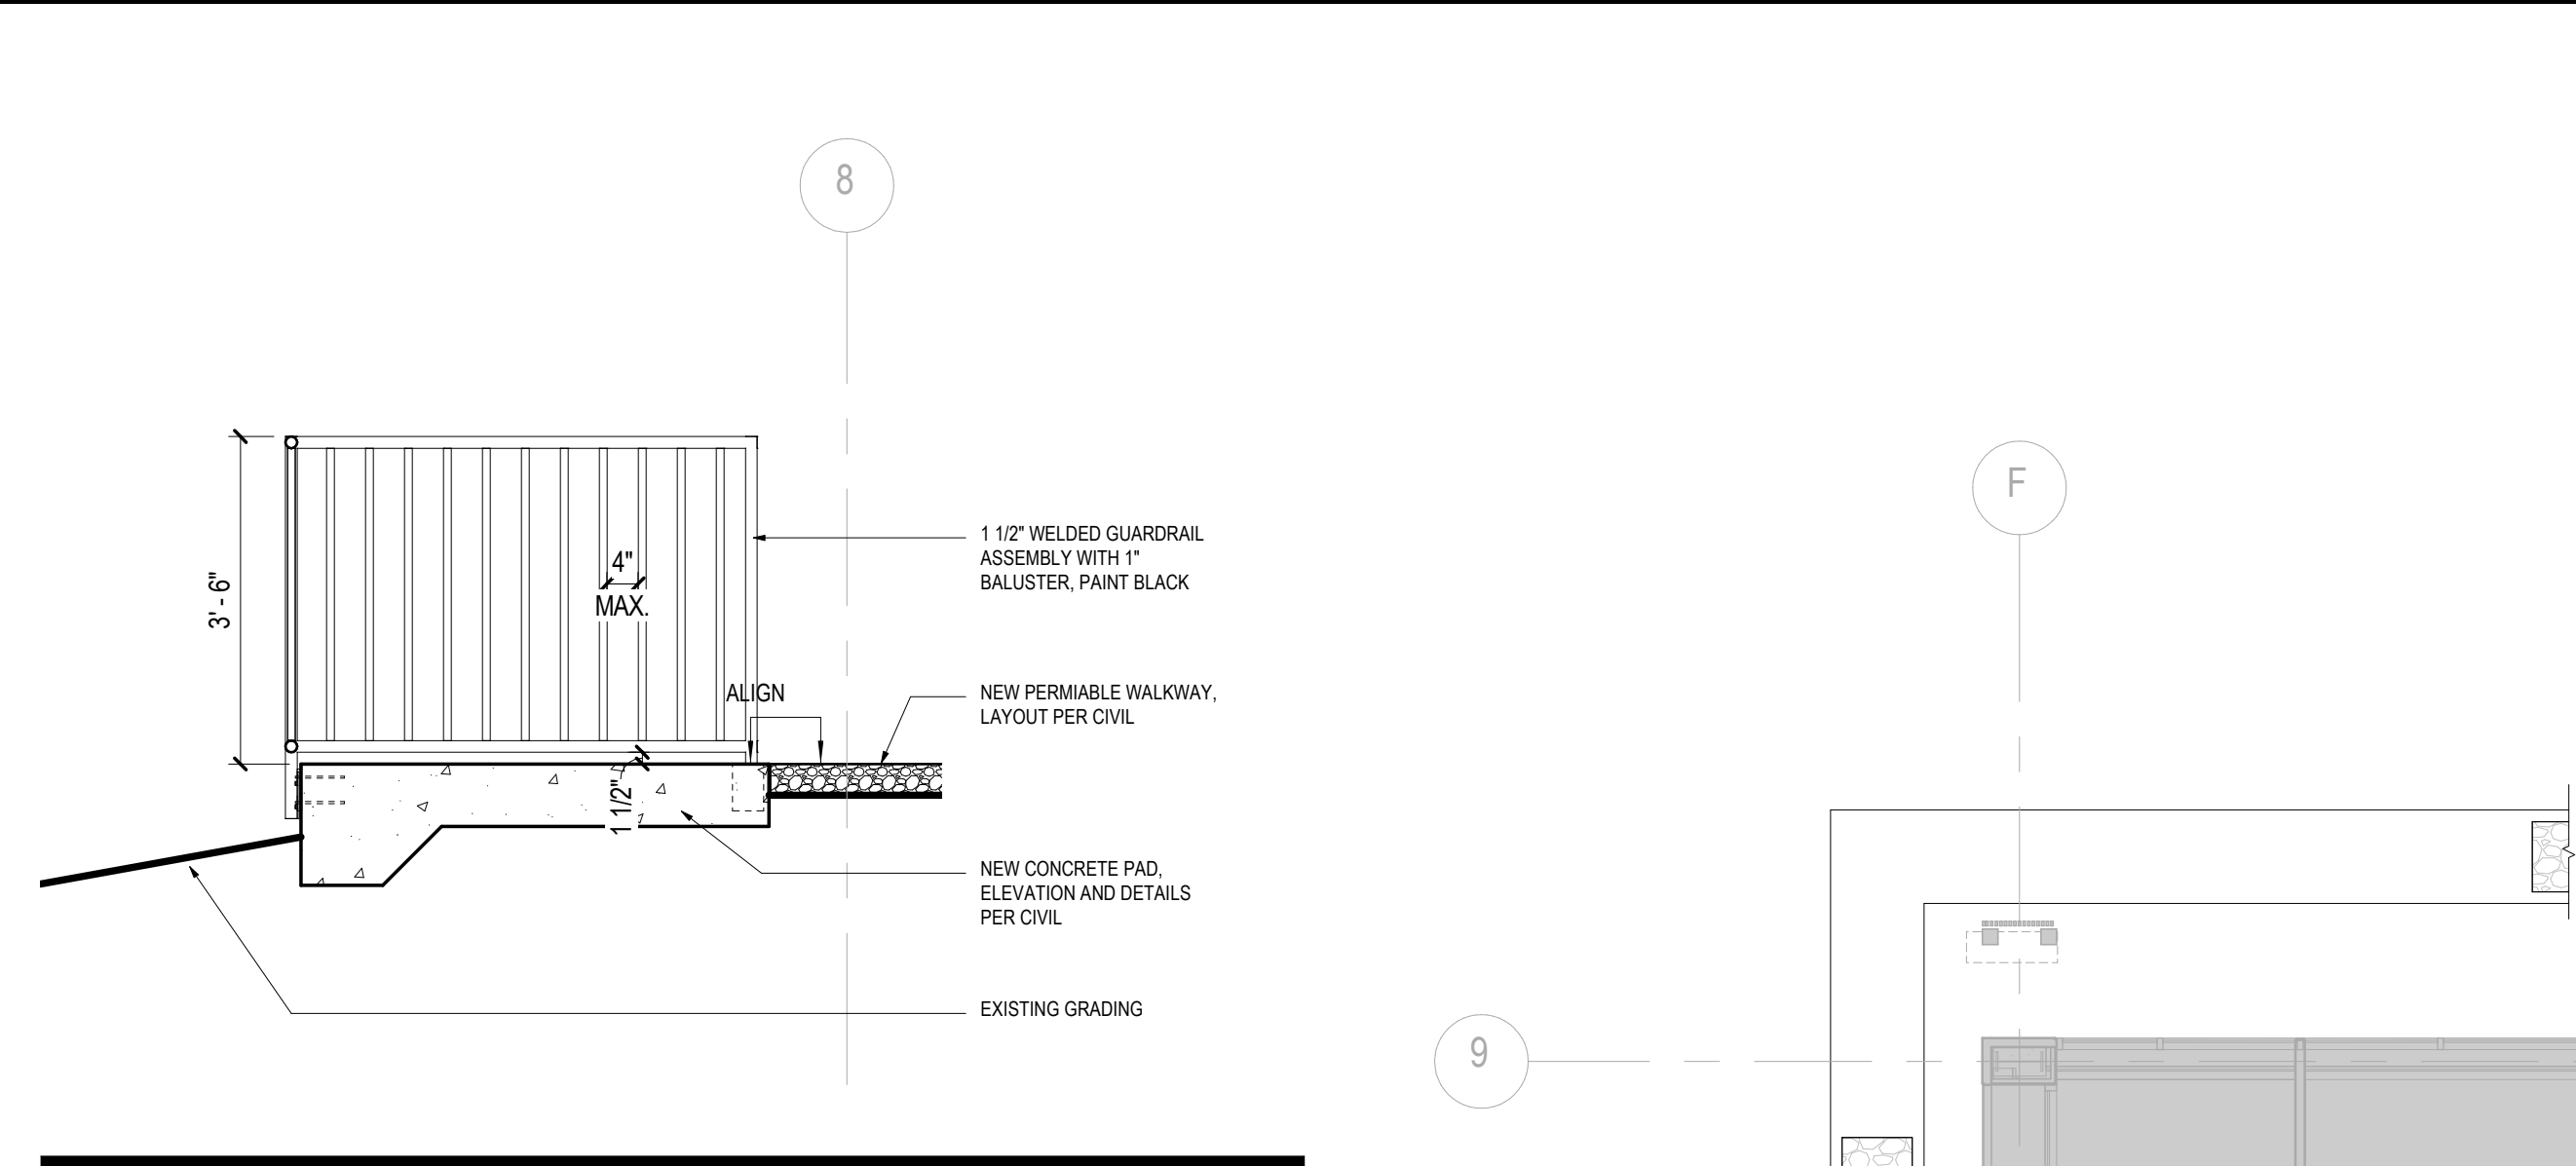 8
F
3' - 6"
4"
MAX.
1 1/2" WELDED GUARDRAIL
ASSEMBLY WITH 1"
BALUSTER, PAINT BLACK
ALIGN
NEW PERMIABLE WALKWAY,
LAYOUT PER CIVIL
1 1/2"
NEW CONCRETE PAD,
ELEVATION AND DETAILS
PER CIVIL
EXISTING GRADING
9